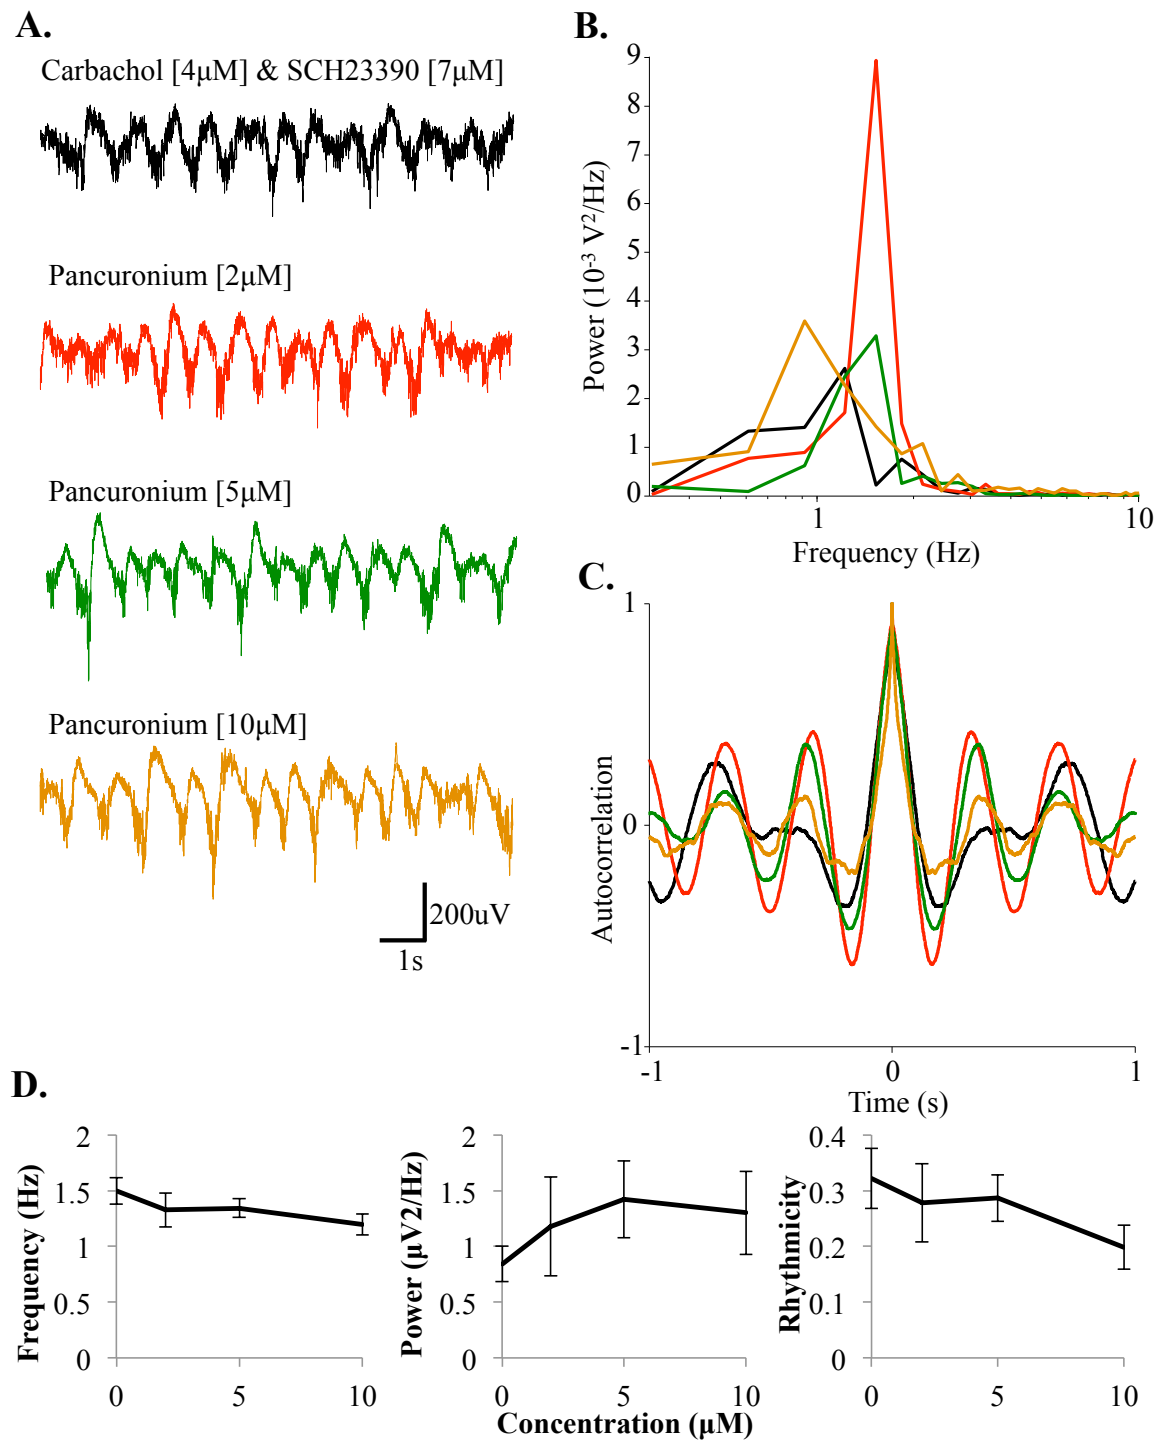 A.
Carbachol [4μM] & SCH23390 [7μM]
Pancuronium [2μM]
Pancuronium [5μM]
Pancuronium [10μM]
200uV
1s
B.
9
8
7
6
5
4
3
2
1
0
Power (10-3 V2/Hz)
1
10
Frequency (Hz)
C.
1
0
-1
Autocorrelation
-1
0
1
Time (s)
D.
2
1.5
1
0.5
0
Frequency (Hz)
0
5
10
2
1.5
1
0.5
0
Power (μV2/Hz)
0
5
10
0.4
0.3
0.2
0.1
0
Rhythmicity
0
5
10
Concentration (μM)